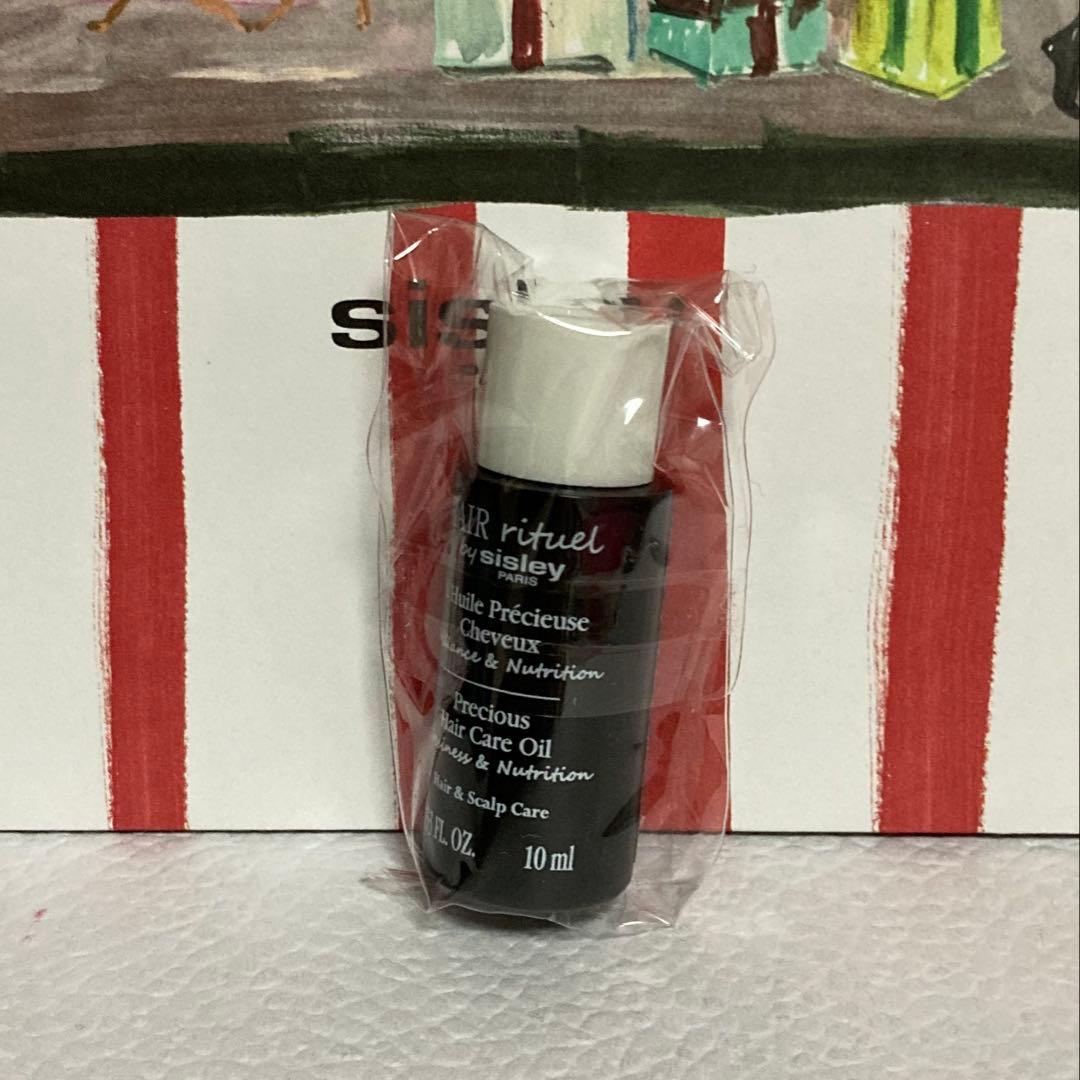 sis
AIR rituel
by sisley
PARIS
Huile Précieuse
Cheveux
& Nutrition
Precious
Hair Care Oil
& Nutrition
Hair & Scalp Care
FL. OZ.
10 ml